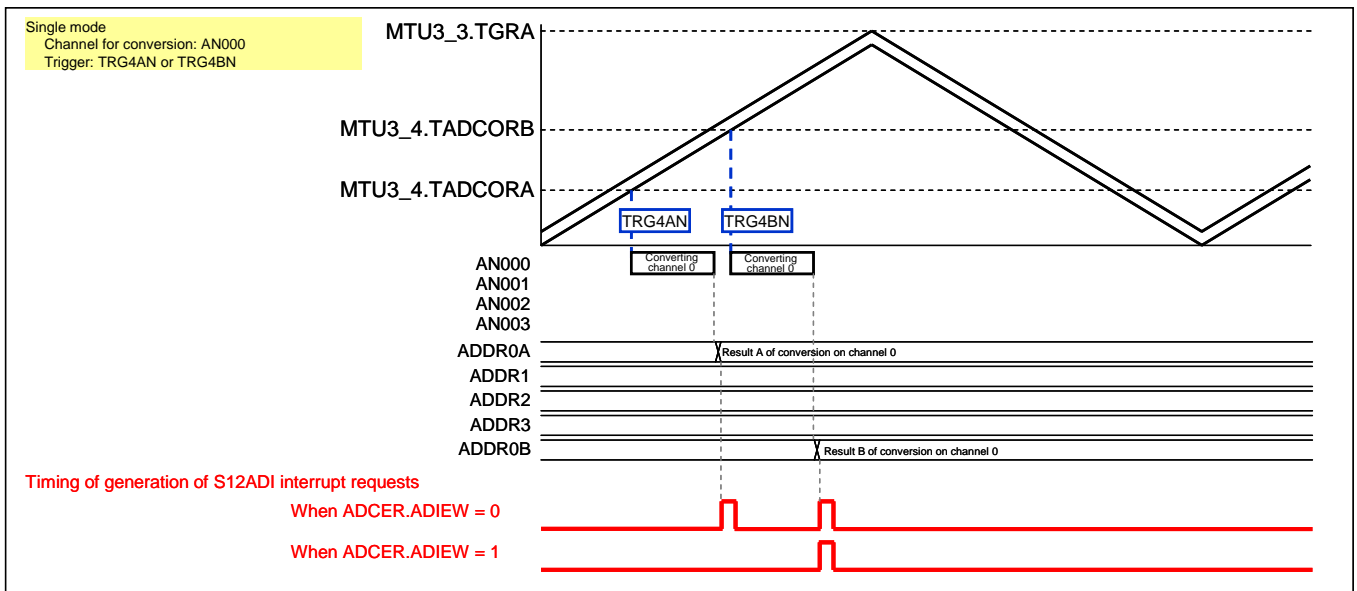 Single mode
Channel for conversion: AN000
Trigger: TRG4AN or TRG4BN
MTU3_3.TGRA
MTU3_4.TADCORB
MTU3_4.TADCORA
TRG4AN
TRG4BN
AN000
Converting
channel 0
Converting
channel 0
AN001
AN002
AN003
ADDR0A
Result A of conversion on channel 0
ADDR1
ADDR2
ADDR3
ADDR0B
Result B of conversion on channel 0
Timing of generation of S12ADI interrupt requests
When ADCER.ADIEW = 0
When ADCER.ADIEW = 1